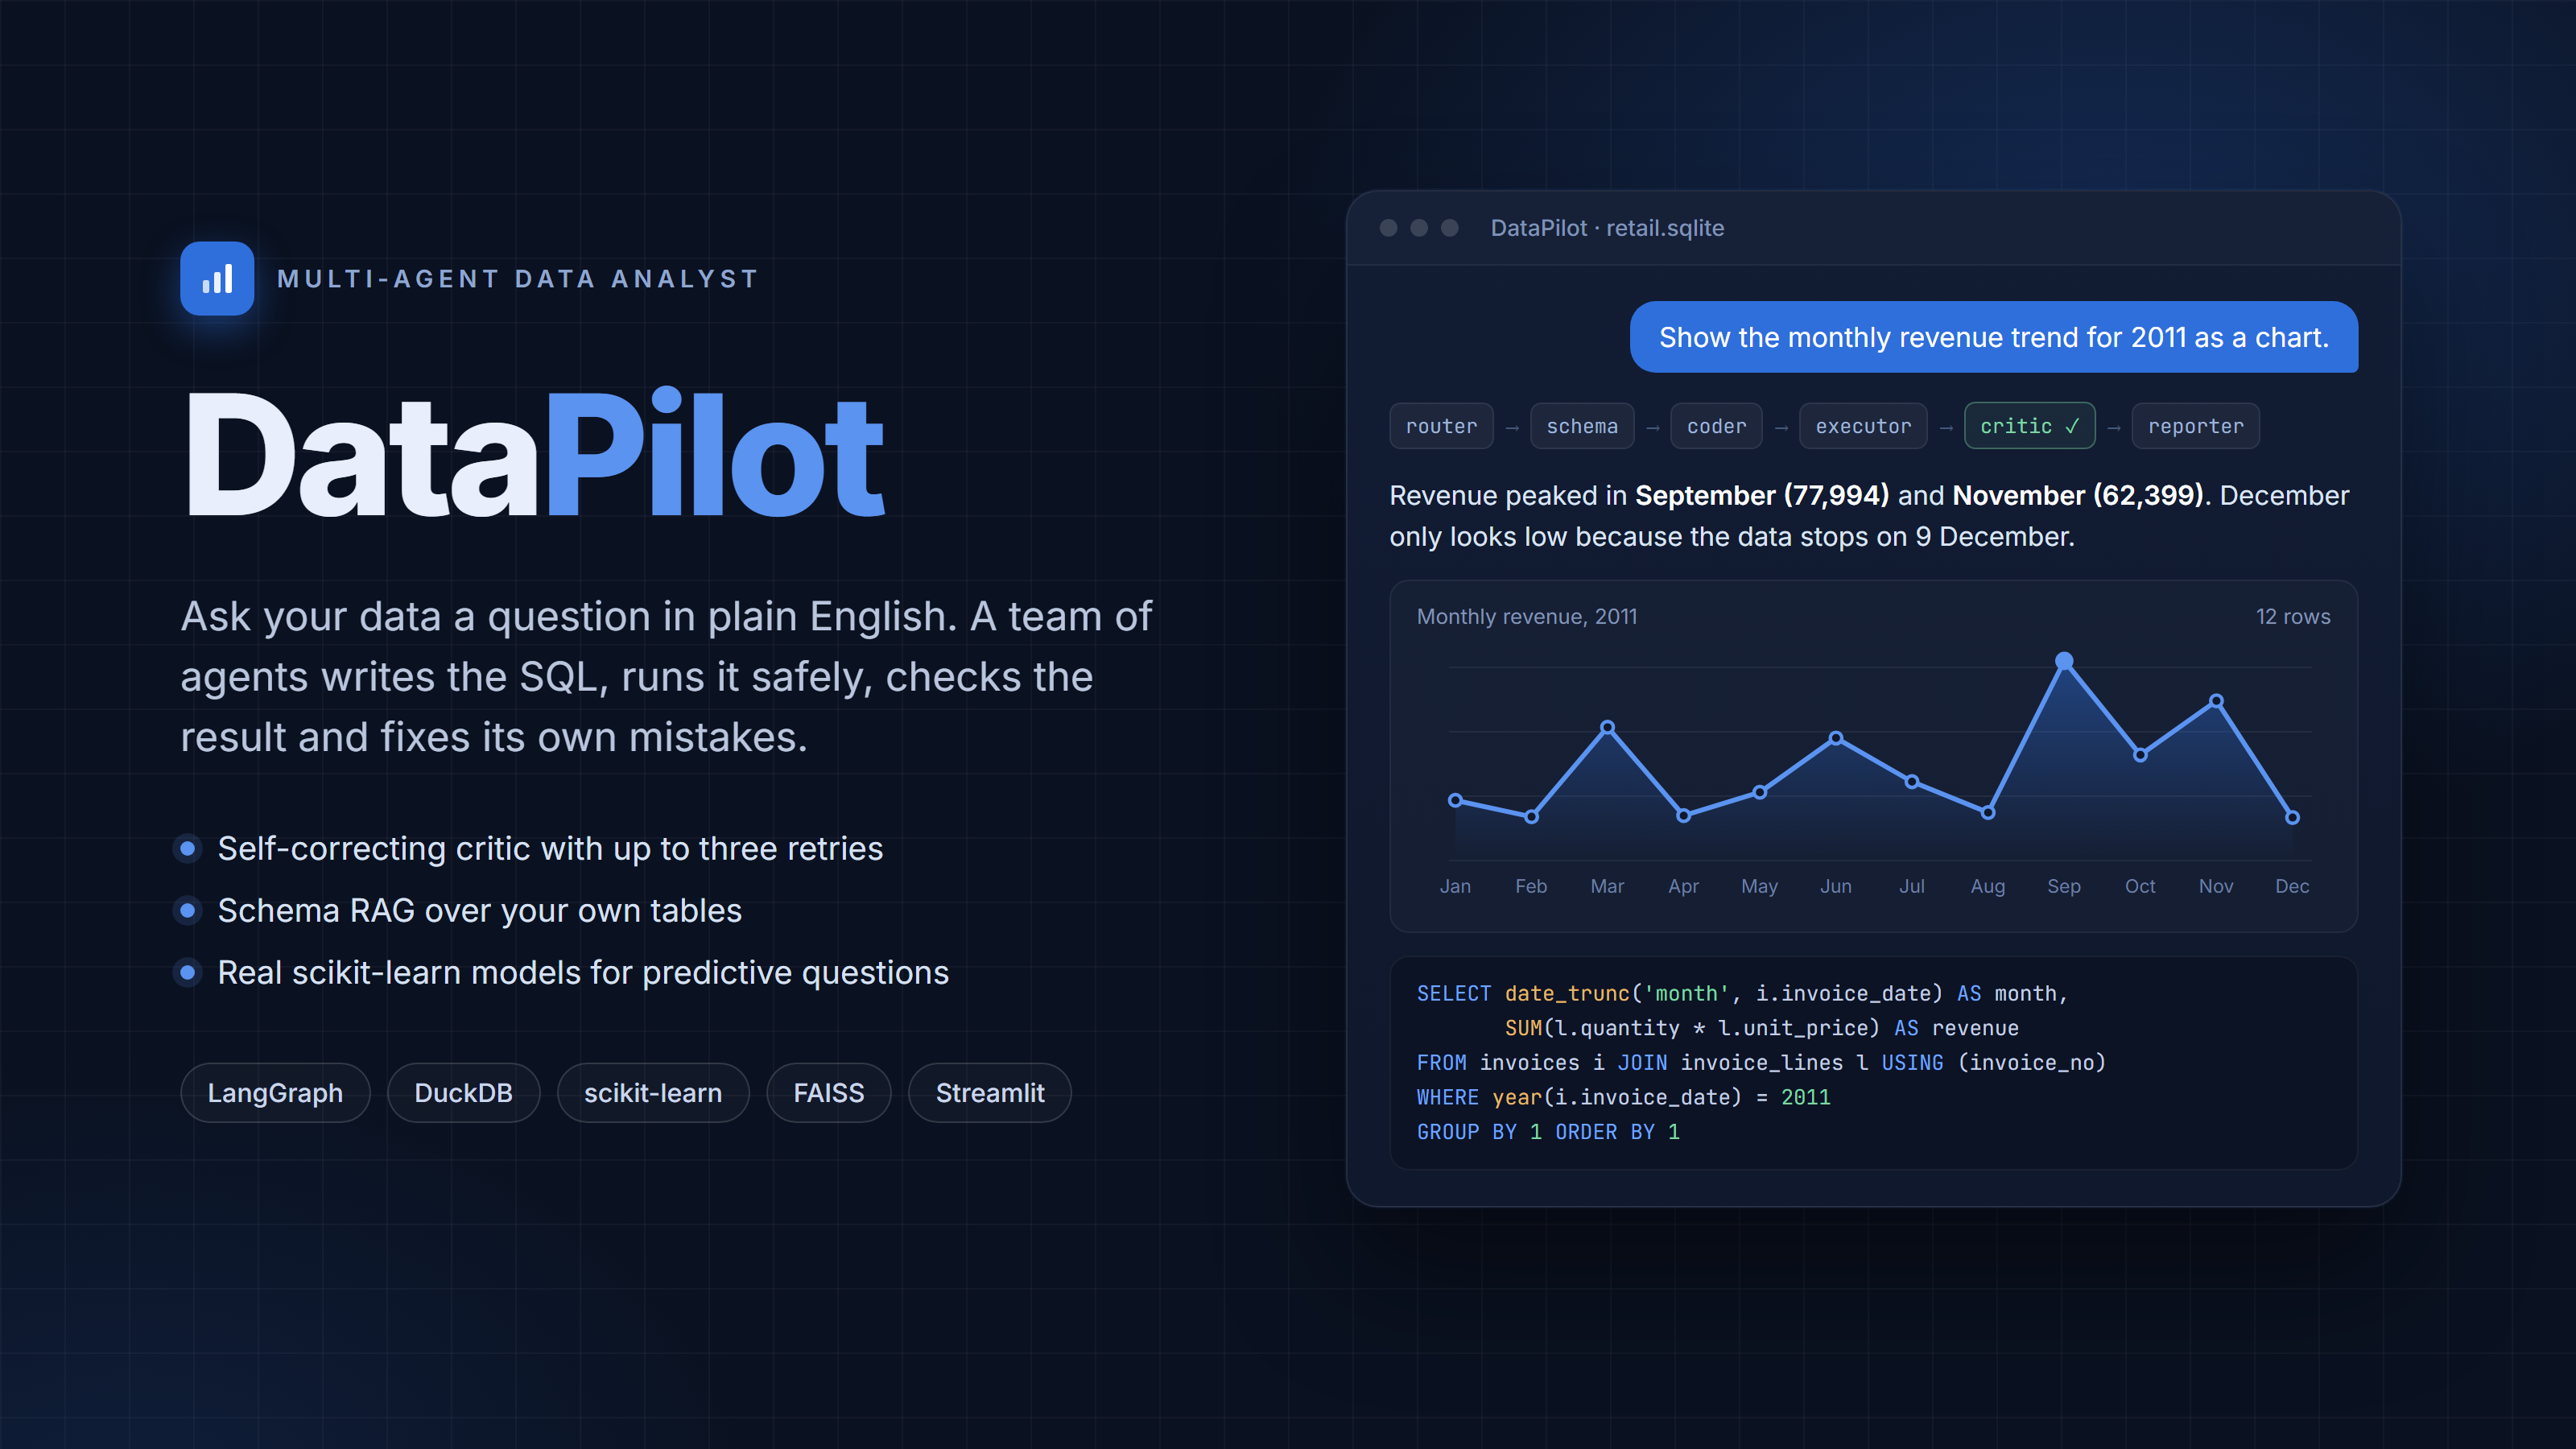 MULTI-AGENT DATA ANALYST
DataPilot
Ask your data a question in plain English. A team of
agents writes the SQL, runs it safely, checks the
result and fixes its own mistakes.
Self-correcting critic with up to three retries
Schema RAG over your own tables
Real scikit-learn models for predictive questions
LangGraph DuckDB scikit-learn FAISS Streamlit
DataPilot · retail.sqlite
Show the monthly revenue trend for 2011 as a chart.
router → schema → coder → executor → critic ✓ → reporter
Revenue peaked in September (77,994) and November (62,399). December
only looks low because the data stops on 9 December.
Monthly revenue, 2011 12 rows
Jan Feb Mar Apr May Jun Jul Aug Sep Oct Nov Dec
SELECT date_trunc('month', i.invoice_date) AS month,
SUM(l.quantity * l.unit_price) AS revenue
FROM invoices i JOIN invoice_lines l USING (invoice_no)
WHERE year(i.invoice_date) = 2011
GROUP BY 1 ORDER BY 1